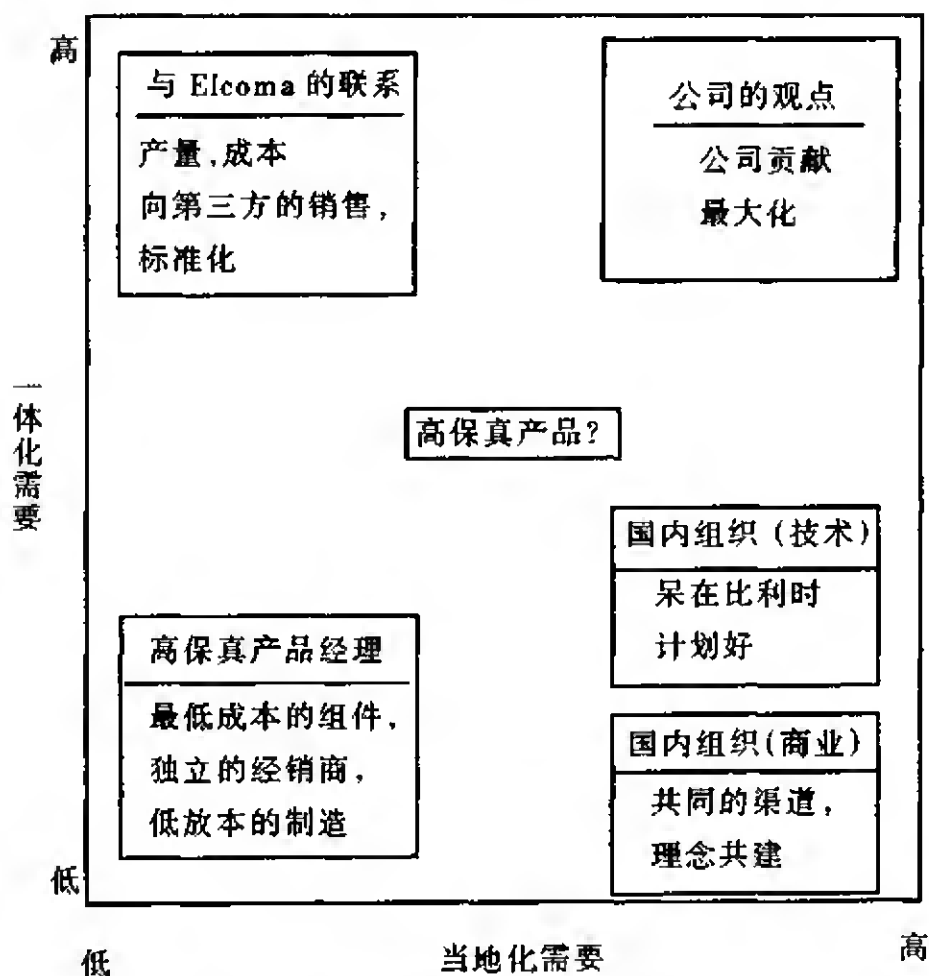 高
与 Elcoma 的联系
产量,成本
向第三方的销售,
标准化
公司的观点
公司贡献
最大化
一体化需要
高保真产品?
国内组织(技术)
呆在比利时
计划好
高保真产品经理
最低成本的组件,
独立的经销商,
低放本的制造
国内组织(商业)
共同的渠道,
理念共建
低
低
当地化需要
高